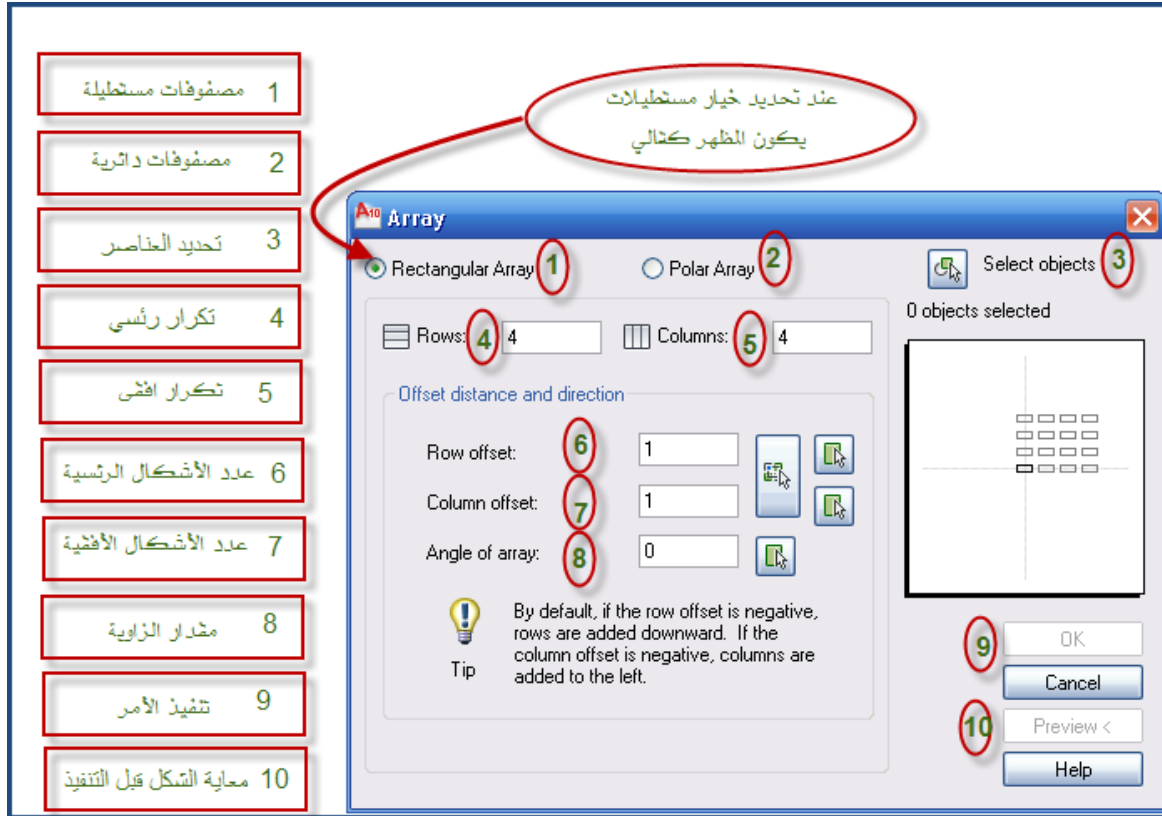 1 مصفوفات مستطيلة
2 مصفوفات دائرية
3 تحديد العناصر
4 تكرار رئسي
5 تكرار افقى
6 عدد الأشكال الرئسية
7 عدد الأشكال الأفقية
8 مقدار الزاوية
9 تنفيذ الأمر
10 معاية الشكل قبل التنفيذ
عند تحديد خيار مستطيلات
يكون المظهر كتالي
A10 Array
Rectangular Array 1 Polar Array 2 Select objects 3
0 objects selected
Rows: 4 4 Columns: 5 4
Offset distance and direction
Row offset: 6 1
Column offset: 7 1
Angle of array: 8 0
Tip
By default, if the row offset is negative,
rows are added downward. If the
column offset is negative, columns are
added to the left.
9 OK
Cancel
10 Preview <
Help